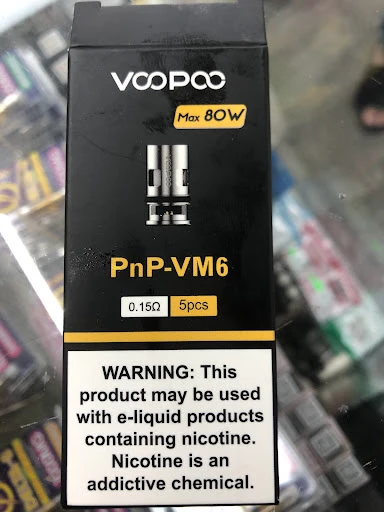 VOOPOO
Max 80W
PnP-VM6
0.15Ω 5pcs
WARNING: This
product may be used
with e-liquid products
containing nicotine.
Nicotine is an
addictive chemical.